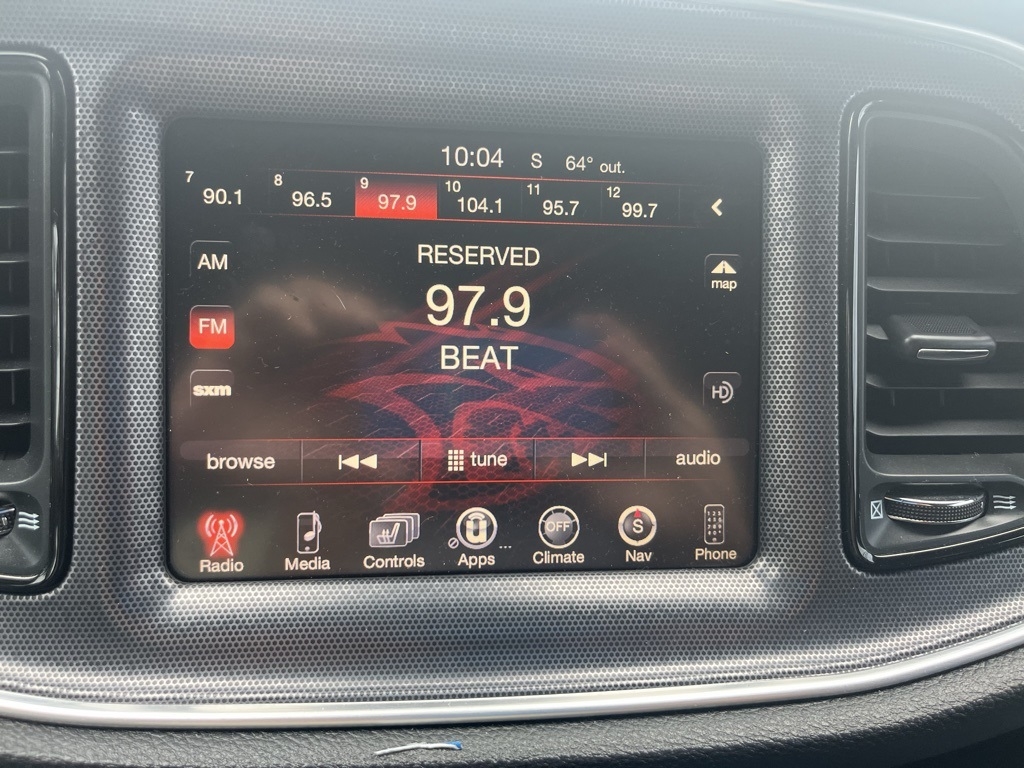 10:04 S 64° out.
7 90.1 8 96.5 9 97.9 10 104.1 11 95.7 12 99.7
RESERVED
AM
map
97.9
FM
BEAT
sxm
HD
browse tune audio
OFF S
Radio Media Controls Apps Climate Nav Phone